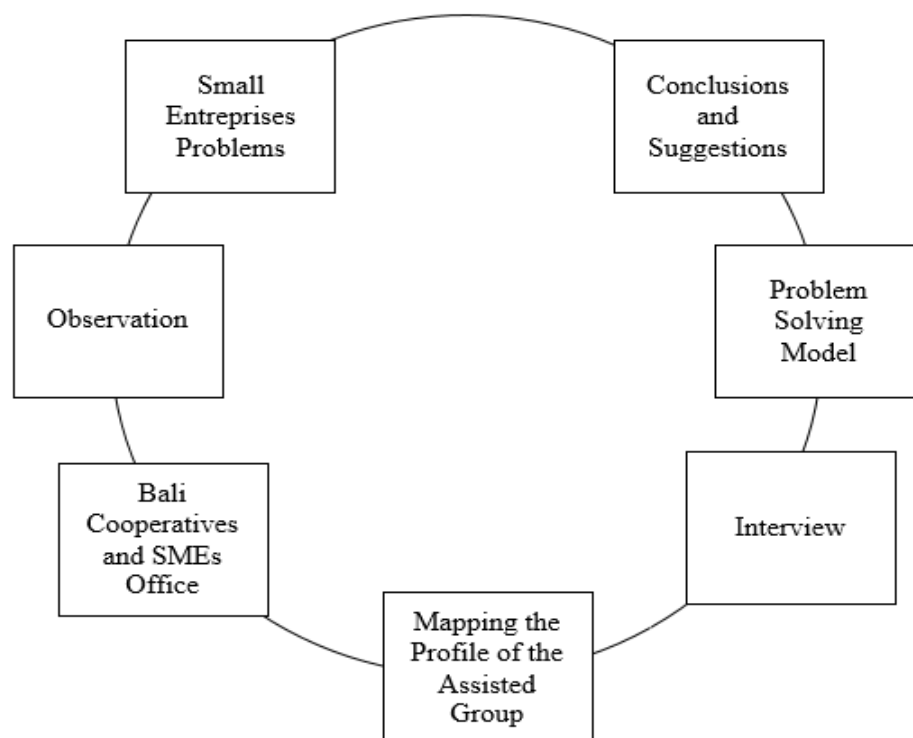 Small
Entreprises
Problems
Conclusions
and
Suggestions
Observation
Problem
Solving
Model
Bali
Cooperatives
and SMEs
Office
Interview
Mapping the
Profile of the
Assisted
Group